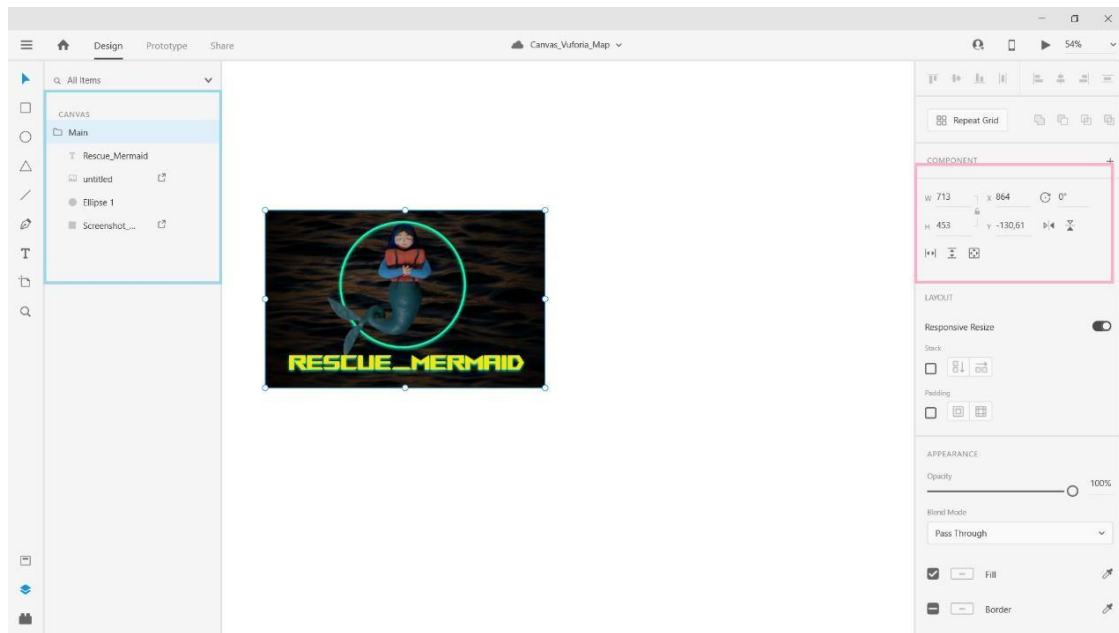 Design Prototype Share Canvas_Vuforia_Map 54%
All Items
CANVAS
Main
Rescue_Mermaid
untitled
Ellipse 1
Screenshot_...
RESCUE_MERMAID
Repeat Grid
COMPONENT
W 713 X 864 0°
H 453 Y -130,61
LAYOUT
Responsive Resize
Stack
Padding
APPEARANCE
Opacity
100%
Blend Mode
Pass Through
Fill
Border